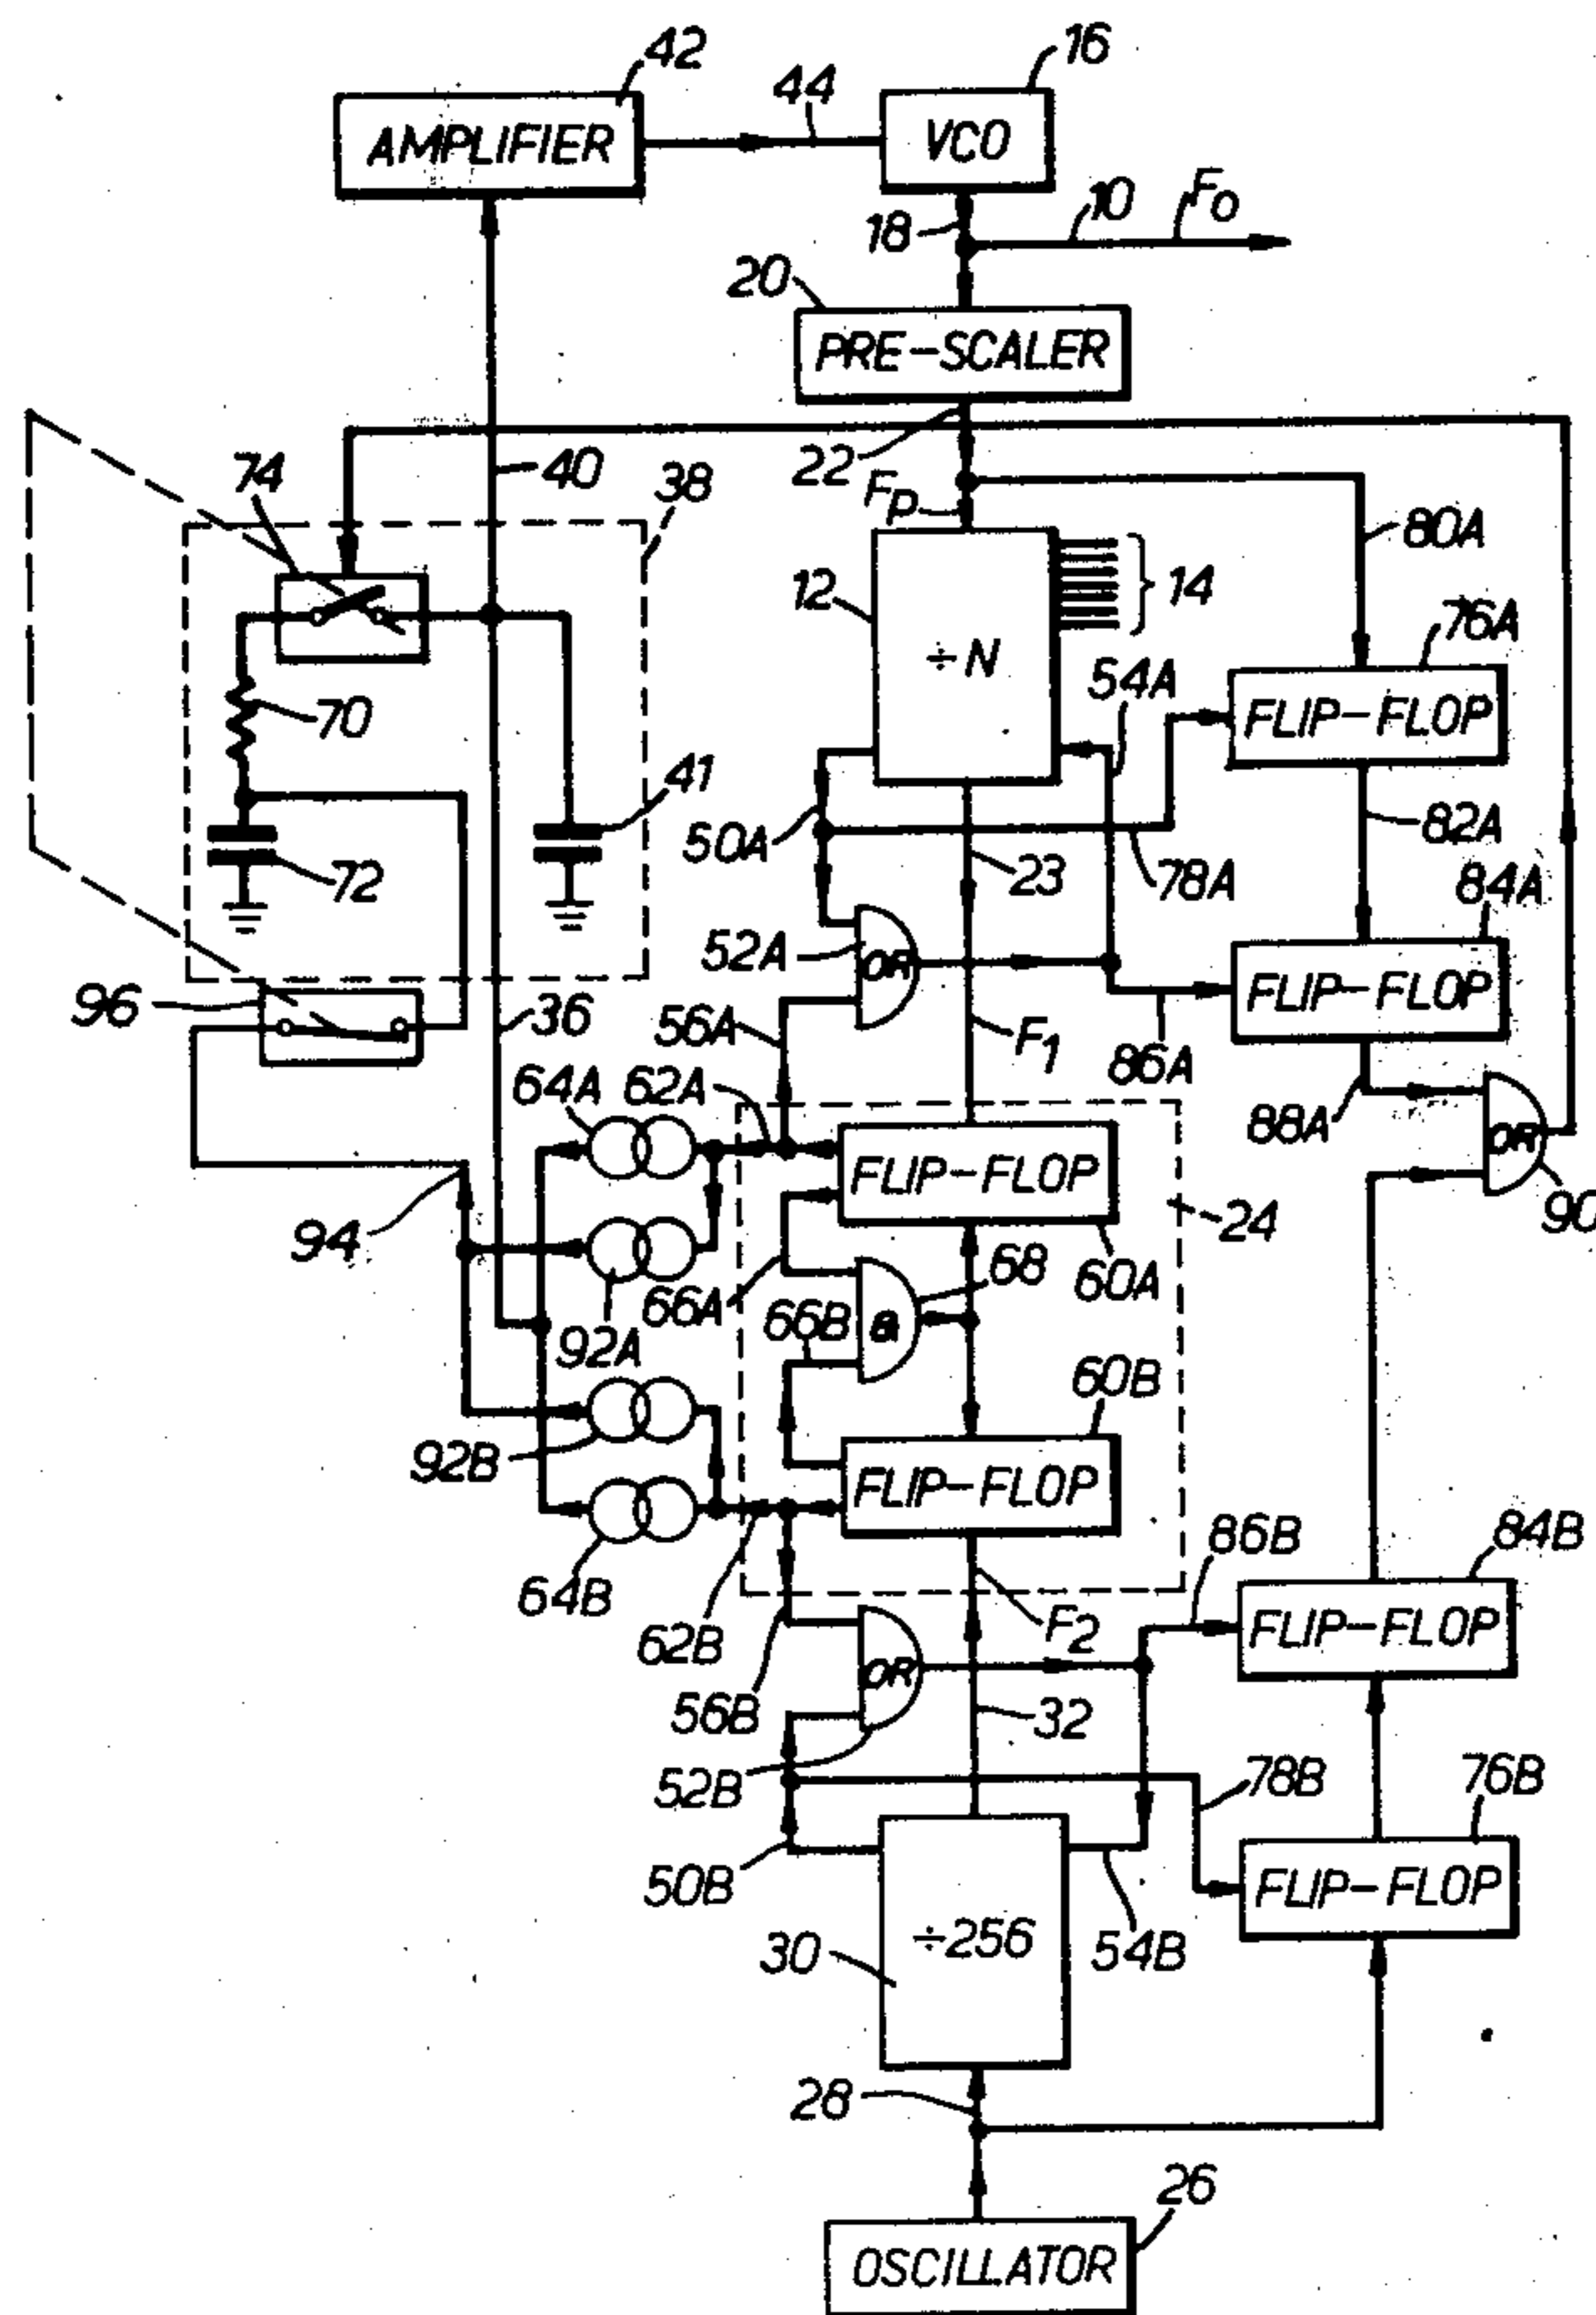 42
16
44
AMPLIFIER
VCO
18
10
Fo
20
PRE-SCALER
22
74
40
38
Fp
80A
12
14
÷N
76A
54A
FLIP-FLOP
70
41
50A
82A
72
23
78A
84A
52A
OR
FLIP-FLOP
96
36
56A
F1
86A
64A
62A
88A
OR
FLIP-FLOP
24
90
94
68
60A
66A
66B
&
92A
60B
92B
FLIP-FLOP
86B
84B
64B
F2
62B
FLIP-FLOP
OR
56B
32
52B
78B
76B
50B
FLIP-FLOP
÷256
30
54B
28
26
OSCILLATOR